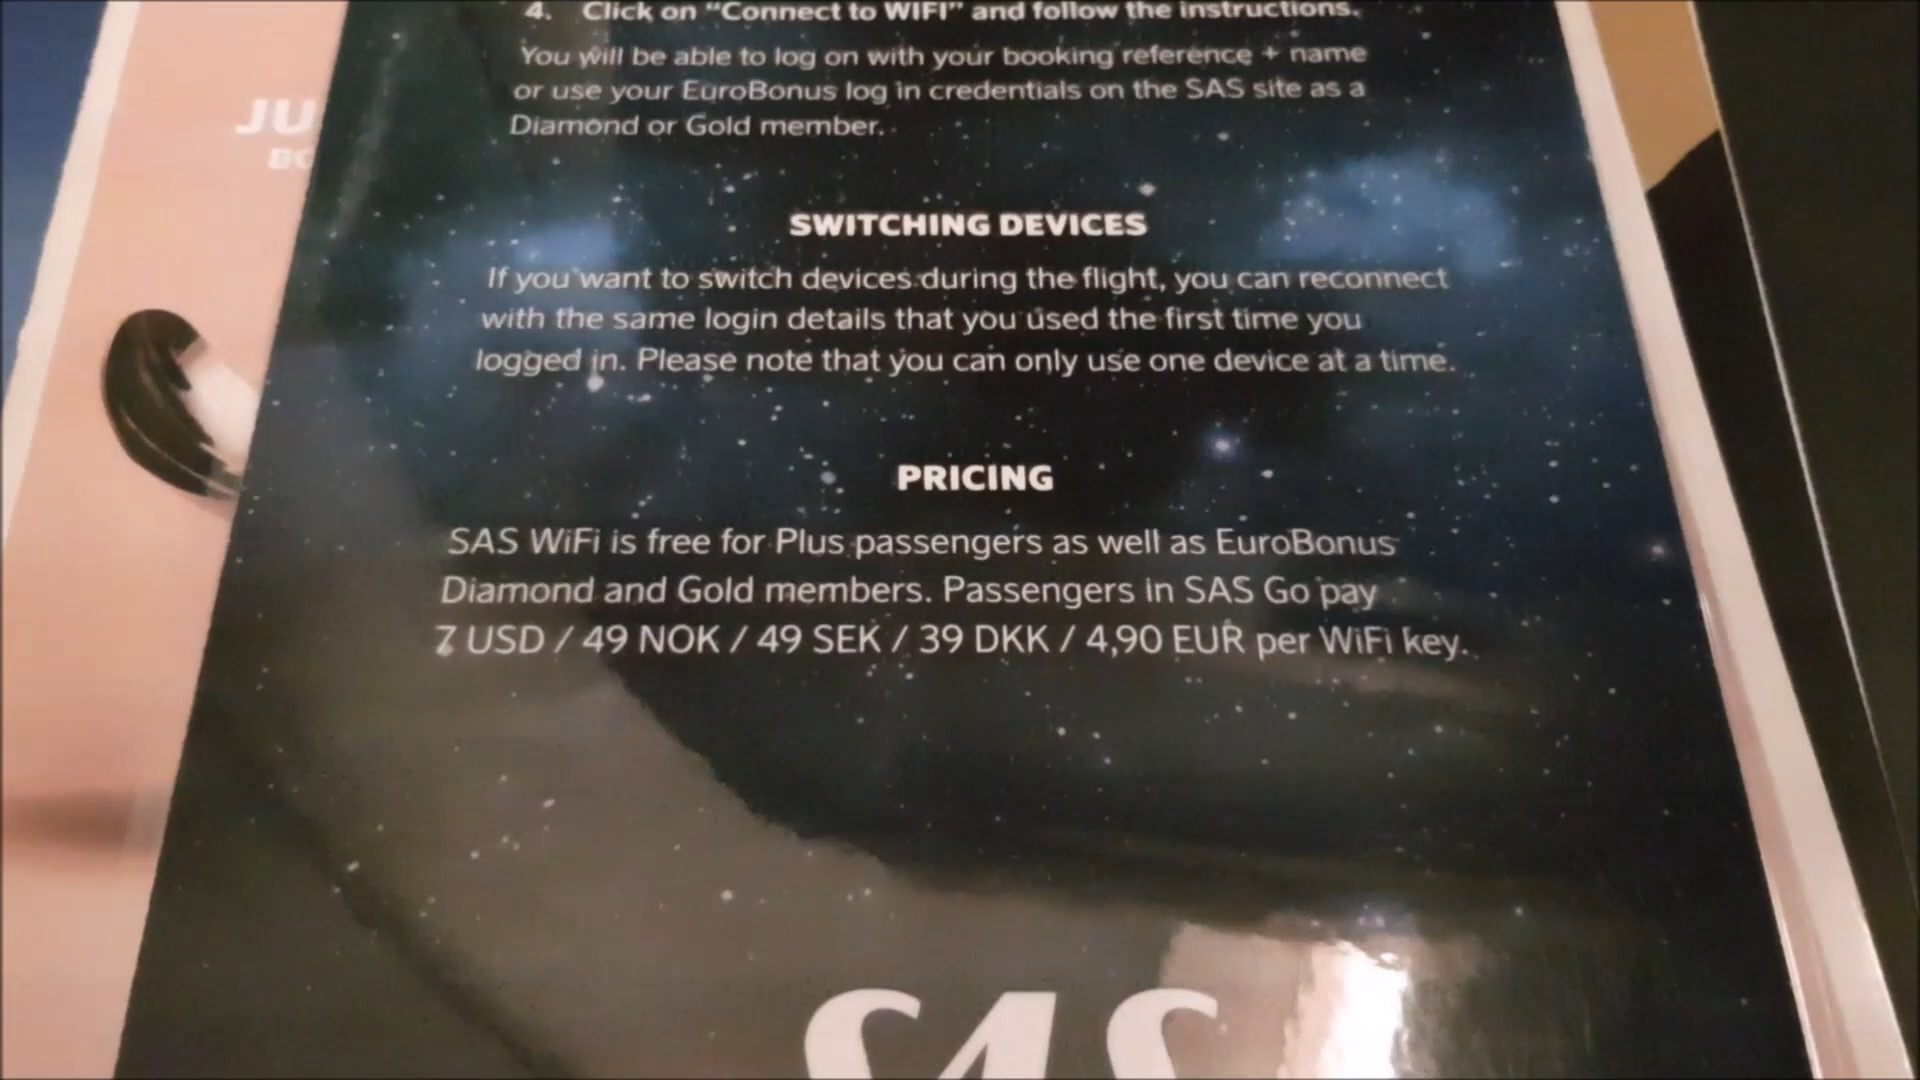 4. Click on "Connect to WIFI" and follow the instructions.
You will be able to log on with your booking reference + name
or use your EuroBonus log in credentials on the SAS site as a
Diamond or Gold member.
JU
SWITCHING DEVICES
If you want to switch devices during the flight, you can reconnect
with the same login details that you used the first time you
logged in. Please note that you can only use one device at a time.
PRICING
SAS WiFi is free for Plus passengers as well as EuroBonus
Diamond and Gold members. Passengers in SAS Go pay
7 USD / 49 NOK / 49 SEK / 39 DKK / 4,90 EUR per WiFi key.
SAS